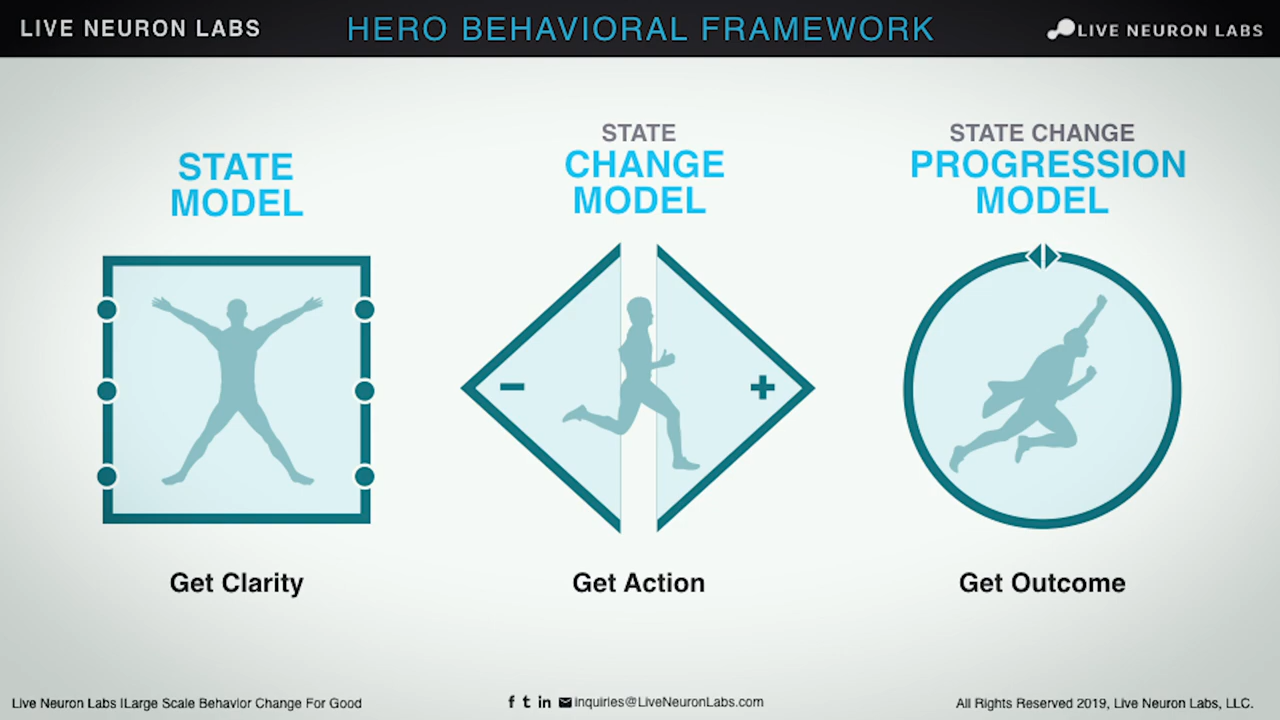 LIVE NEURON LABS
HERO BEHAVIORAL FRAMEWORK
LIVE NEURON LABS
STATE
MODEL
STATE
CHANGE
MODEL
STATE CHANGE
PROGRESSION
MODEL
−
+
Get Clarity
Get Action
Get Outcome
Live Neuron Labs |Large Scale Behavior Change For Good
inquiries@LiveNeuronLabs.com
All Rights Reserved 2019, Live Neuron Labs, LLC.